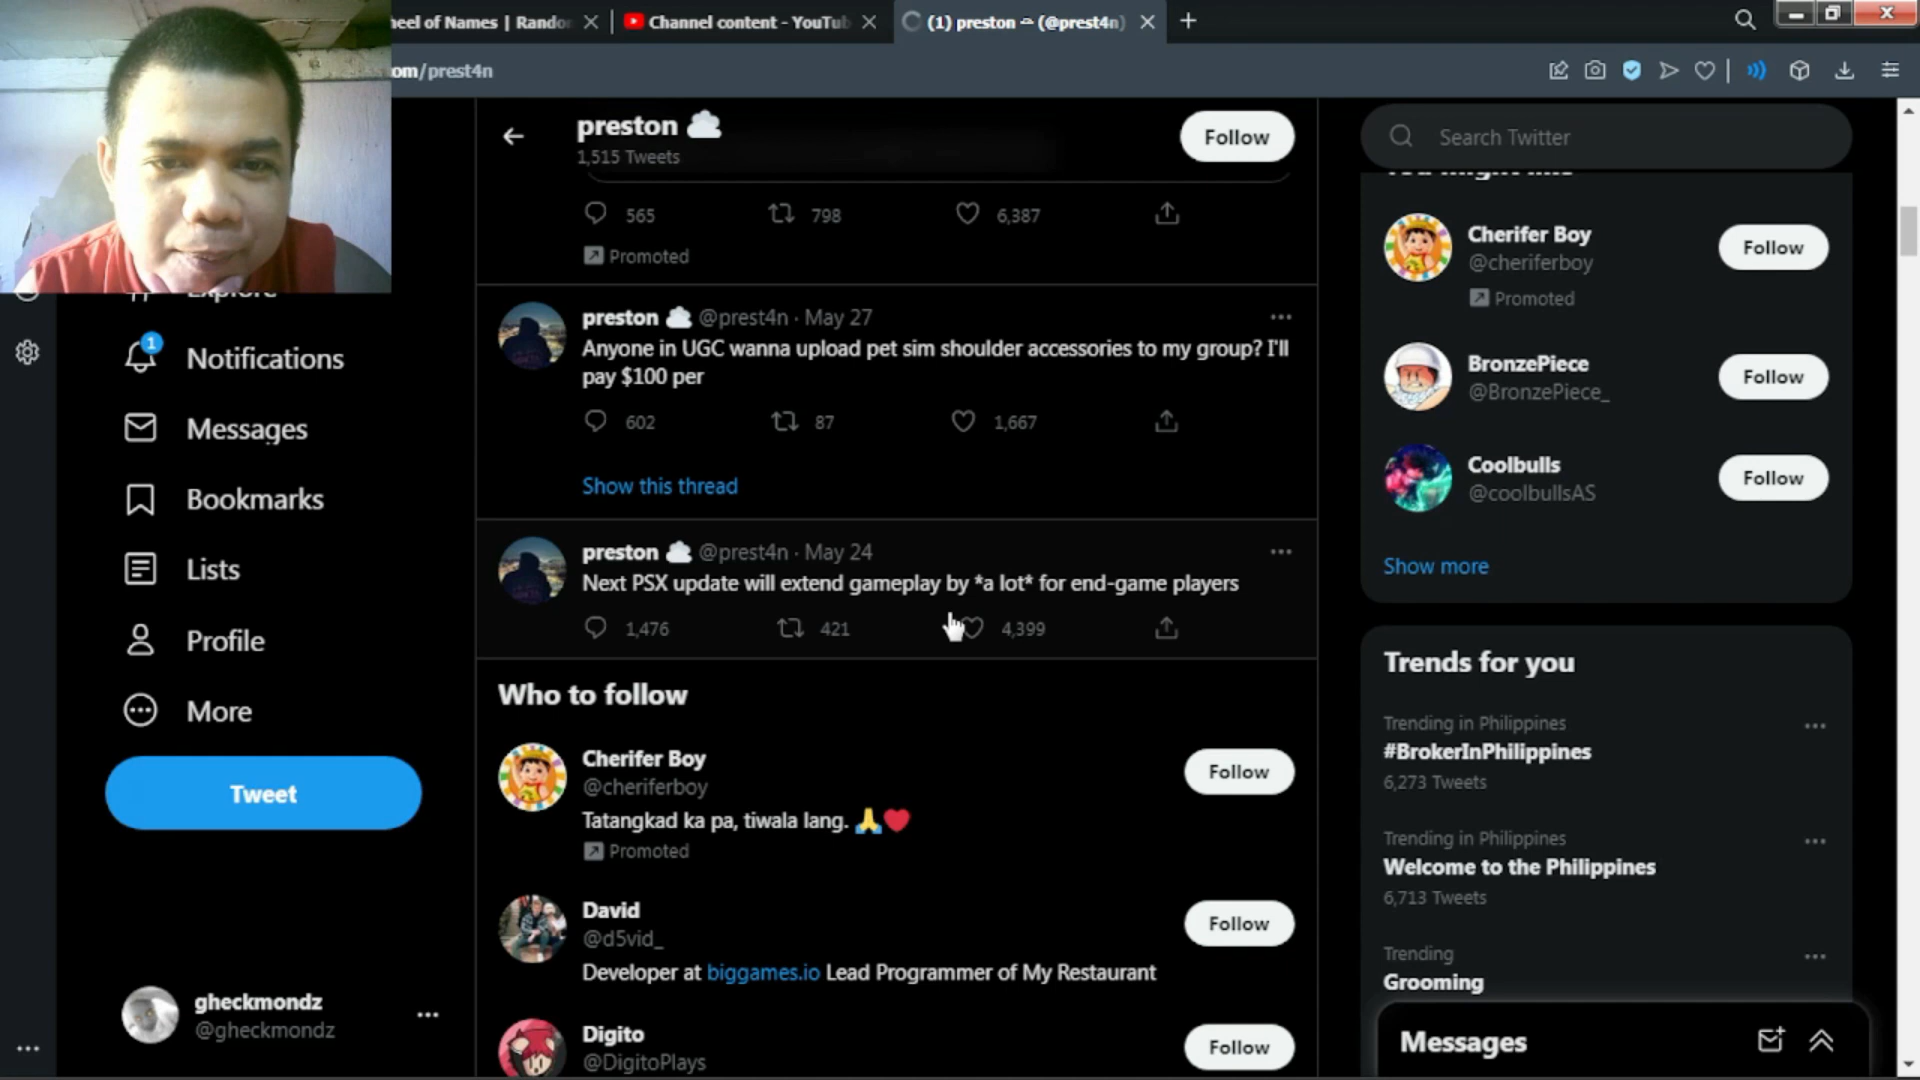 heel of Names | Rando
Channel content - YouTub
(1) preston (@prest4n)
om/prest4n
preston ☁️
1,515 Tweets
Follow
Search Twitter
565
798
6,387
Promoted
preston ☁️ @prest4n · May 27
Anyone in UGC wanna upload pet sim shoulder accessories to my group? I'll
pay $100 per
602
87
1,667
Show this thread
preston ☁️ @prest4n · May 24
Next PSX update will extend gameplay by *a lot* for end-game players
1,476
421
4,399
Who to follow
Cherifer Boy
@cheriferboy
Tatangkad ka pa, tiwala lang. 🙏❤️
Promoted
Follow
David
@d5vid_
Developer at biggames.io Lead Programmer of My Restaurant
Follow
Digito
@DigitoPlays
Follow
Explore
1
Notifications
Messages
Bookmarks
Lists
Profile
More
Tweet
gheckmondz
@gheckmondz
You might like
Cherifer Boy
@cheriferboy
Promoted
Follow
BronzePiece
@BronzePiece_
Follow
Coolbulls
@coolbullsAS
Follow
Show more
Trends for you
Trending in Philippines
#BrokerInPhilippines
6,273 Tweets
Trending in Philippines
Welcome to the Philippines
6,713 Tweets
Trending
Grooming
Messages